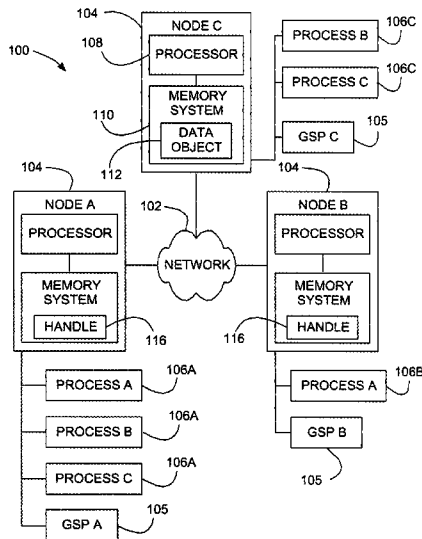 100
104
108
110
112
NODE C
PROCESSOR
MEMORY
SYSTEM
DATA
OBJECT
PROCESS B
106C
PROCESS C
106C
GSP C
105
104
NODE A
PROCESSOR
MEMORY
SYSTEM
HANDLE
116
102
NETWORK
104
NODE B
PROCESSOR
MEMORY
SYSTEM
HANDLE
116
PROCESS A
106A
PROCESS B
106A
PROCESS C
106A
GSP A
105
PROCESS A
106B
GSP B
105